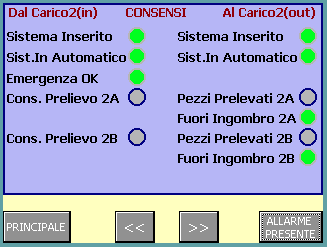 Dal Carico2(in) CONSENSI Al Carico2(out)
Sistema Inserito Sistema Inserito
Sist.In Automatico Sist.In Automatico
Emergenza OK
Cons. Prelievo 2A Pezzi Prelevati 2A
Fuori Ingombro 2A
Cons. Prelievo 2B Pezzi Prelevati 2B
Fuori Ingombro 2B
PRINCIPALE << >> ALLARME
PRESENTE